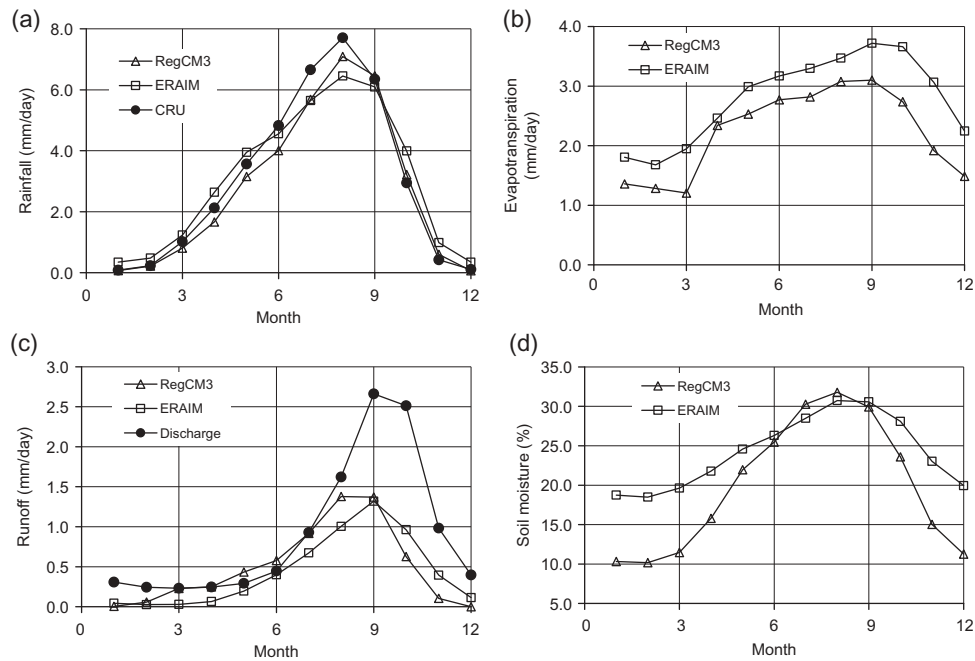 (a)
8.0
6.0
4.0
2.0
0.0
Rainfall (mm/day)
RegCM3
ERAIM
CRU
0
3
6
9
12
Month
(b)
4.0
3.0
2.0
1.0
0.0
Evapotranspiration
(mm/day)
RegCM3
ERAIM
0
3
6
9
12
Month
(c)
3.0
2.5
2.0
1.5
1.0
0.5
0.0
Runoff (mm/day)
RegCM3
ERAIM
Discharge
0
3
6
9
12
Month
(d)
35.0
30.0
25.0
20.0
15.0
10.0
5.0
Soil moisture (%)
RegCM3
ERAIM
0
3
6
9
12
Month